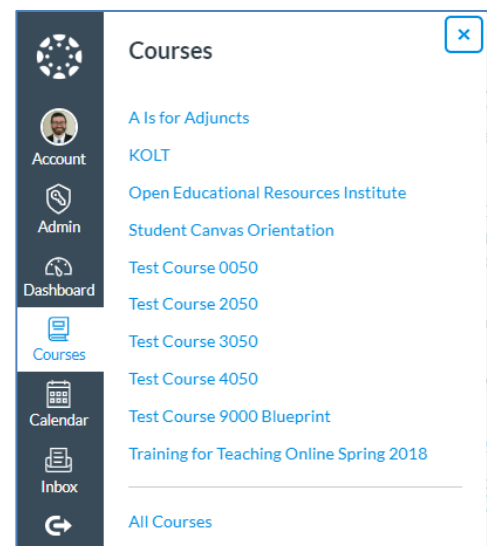 Courses
×
Account
Admin
Dashboard
Courses
Calendar
Inbox
A Is for Adjuncts
KOLT
Open Educational Resources Institute
Student Canvas Orientation
Test Course 0050
Test Course 2050
Test Course 3050
Test Course 4050
Test Course 9000 Blueprint
Training for Teaching Online Spring 2018
All Courses